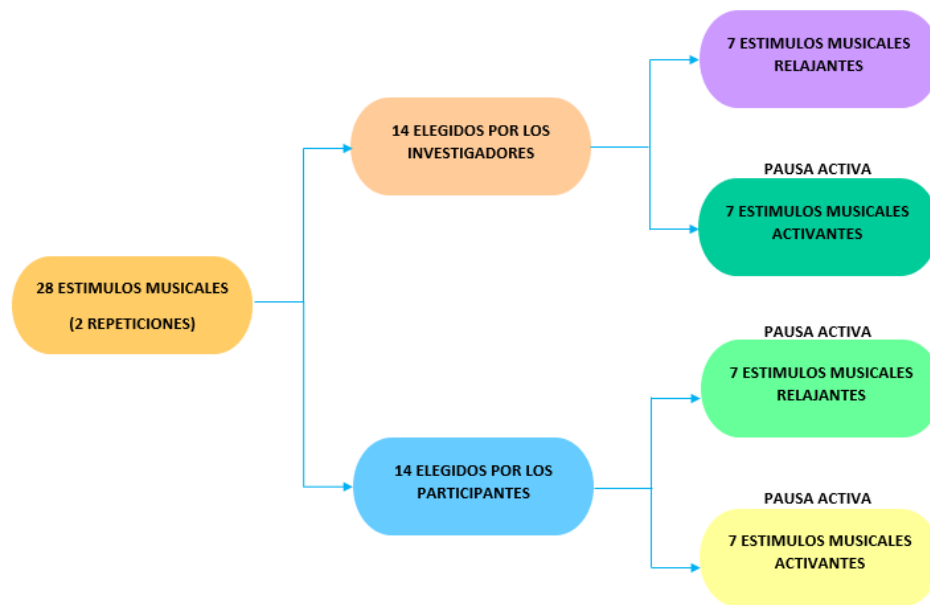 7 ESTIMULOS MUSICALES
RELAJANTES
14 ELEGIDOS POR LOS
INVESTIGADORES
PAUSA ACTIVA
7 ESTIMULOS MUSICALES
ACTIVANTES
28 ESTIMULOS MUSICALES
(2 REPETICIONES)
PAUSA ACTIVA
7 ESTIMULOS MUSICALES
RELAJANTES
14 ELEGIDOS POR LOS
PARTICIPANTES
PAUSA ACTIVA
7 ESTIMULOS MUSICALES
ACTIVANTES